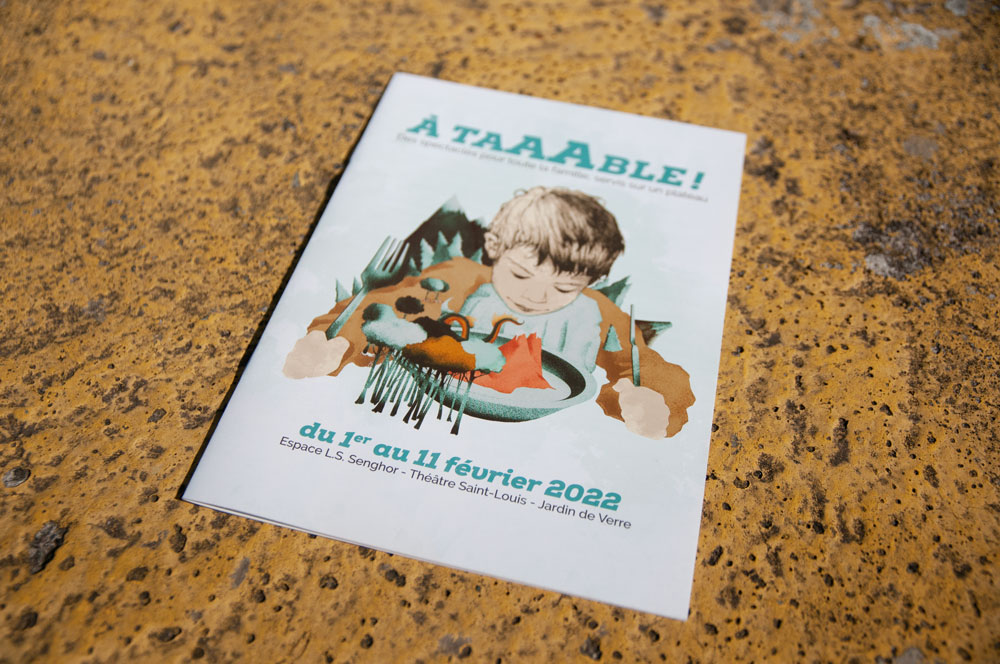 À TAAABLE !
Des spectacles pour toute la famille, servis sur un plateau
du 1er au 11 février 2022
Espace L.S. Senghor - Théâtre Saint-Louis - Jardin de Verre